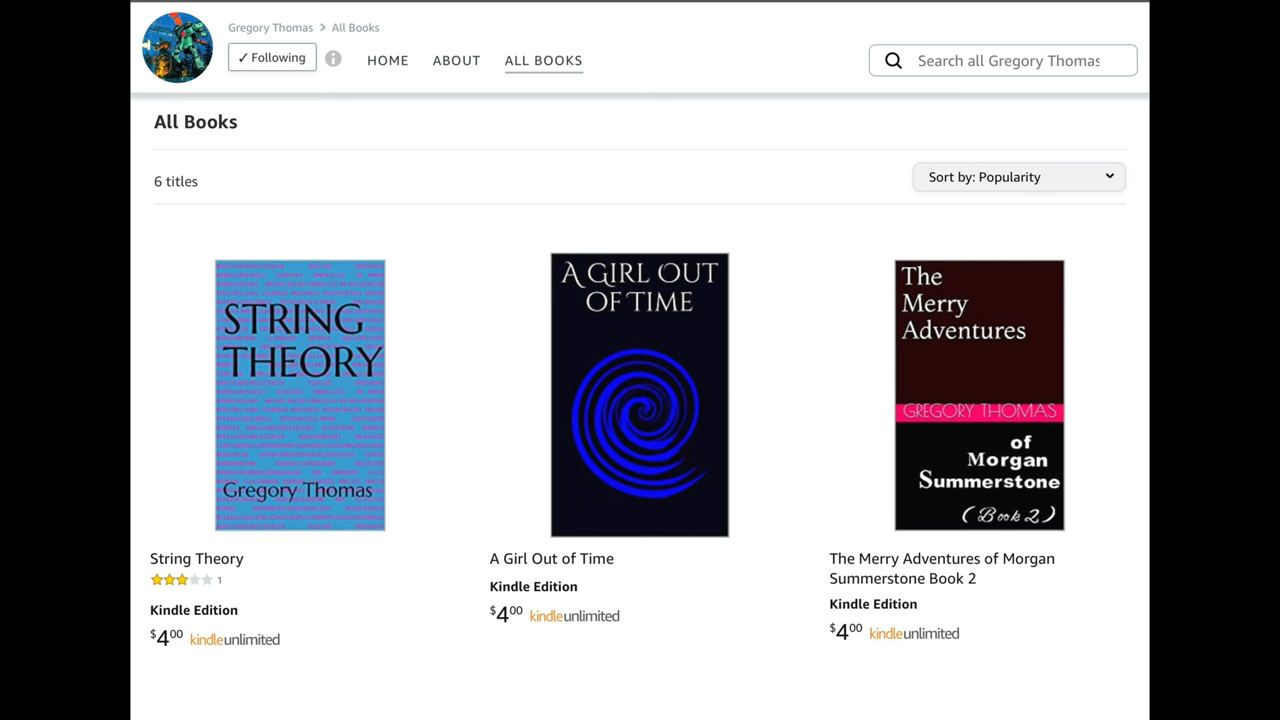 Gregory Thomas > All Books
✓ Following
HOME
ABOUT
ALL BOOKS
Search all Gregory Thomas
All Books
6 titles
Sort by: Popularity
STRING
THEORY
Gregory Thomas
A GIRL OUT
OF TIME
The
Merry
Adventures
GREGORY THOMAS
of
Morgan
Summerstone
(Book 2)
String Theory
1
Kindle Edition
$4.00 kindleunlimited
A Girl Out of Time
Kindle Edition
$4.00 kindleunlimited
The Merry Adventures of Morgan
Summerstone Book 2
Kindle Edition
$4.00 kindleunlimited